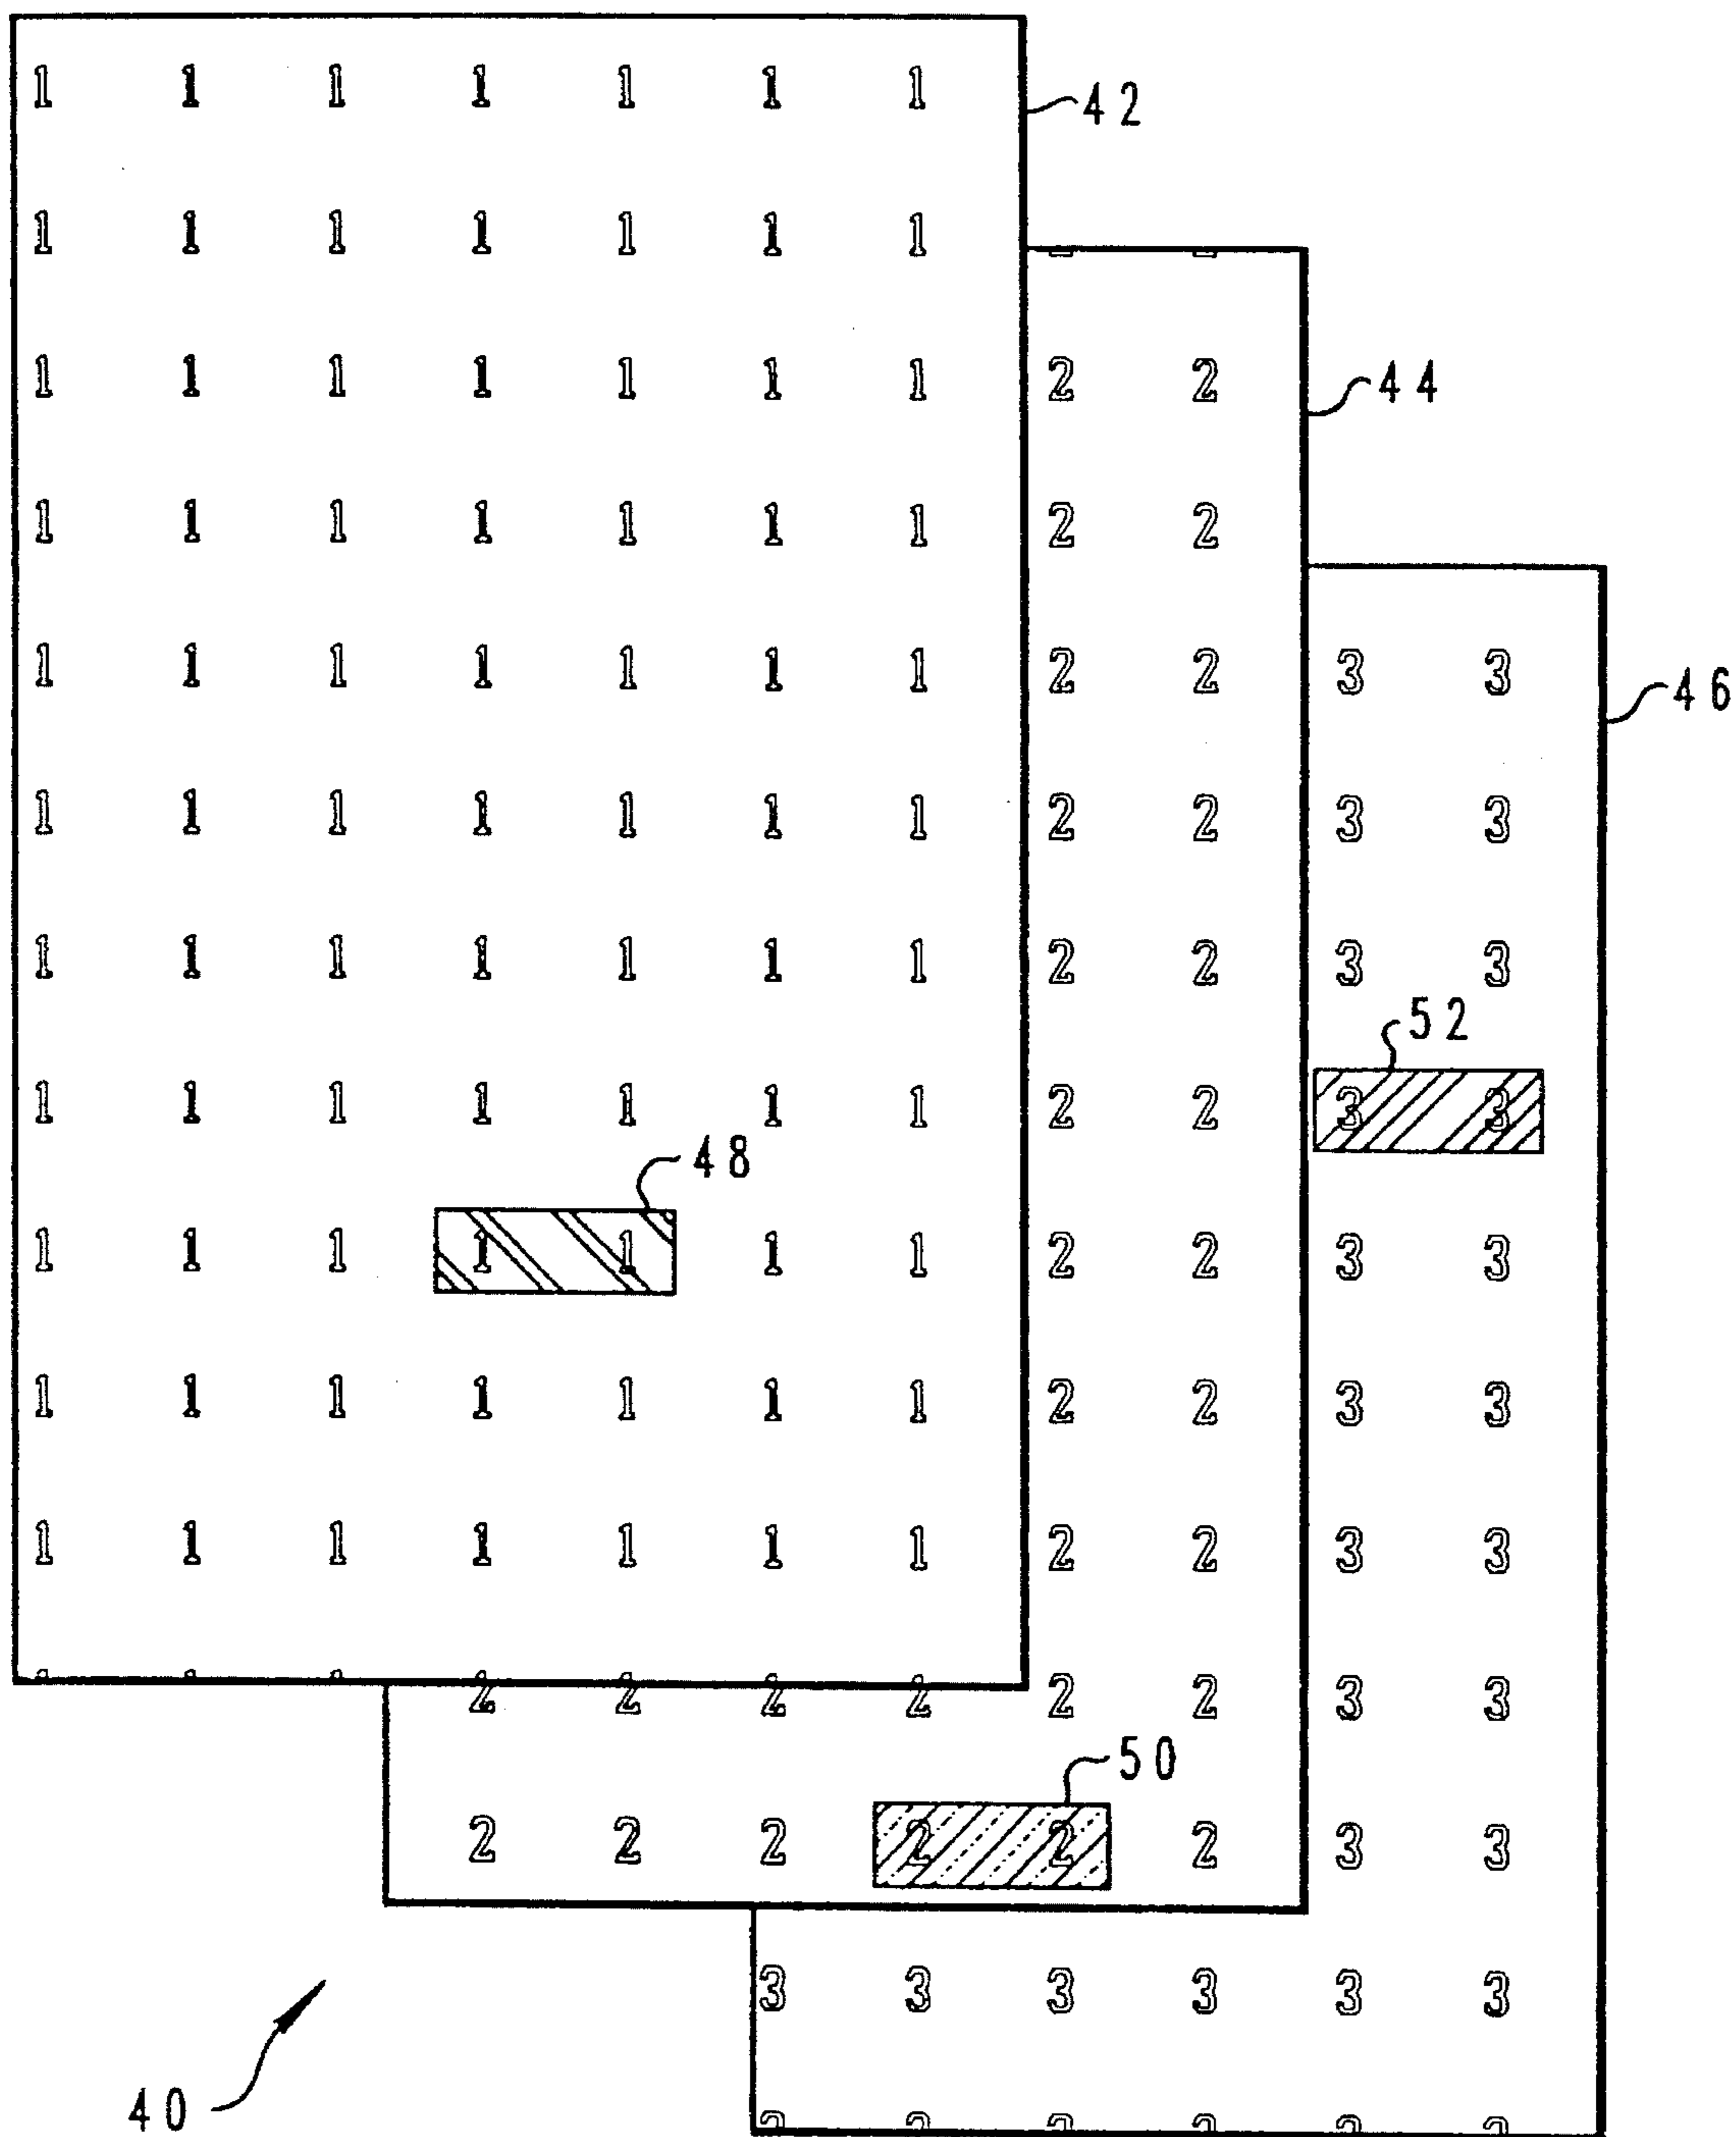 1 1 1 1 1 1 1 42
1 1 1 1 1 1 1
1 1 1 1 1 1 1 2 2 44
1 1 1 1 1 1 1 2 2
1 1 1 1 1 1 1 2 2 3 3 46
1 1 1 1 1 1 1 2 2 3 3
1 1 1 1 1 1 1 2 2 3 3
52
1 1 1 1 1 1 1 2 2 3 3
48
1 1 1 1 1 1 1 2 2 3 3
1 1 1 1 1 1 1 2 2 3 3
1 1 1 1 1 1 1 2 2 3 3
2 2 2 2 2 2 3 3
50
2 2 2 2 2 2 3 3
3 3 3 3 3 3
40